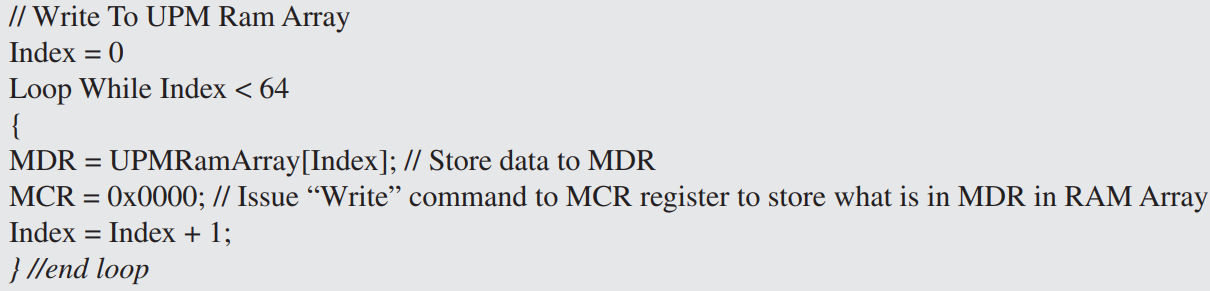 // Write To UPM Ram Array
Index = 0
Loop While Index < 64
{
MDR = UPMRamArray[Index]; // Store data to MDR
MCR = 0x0000; // Issue “Write” command to MCR register to store what is in MDR in RAM Array
Index = Index + 1;
} //end loop